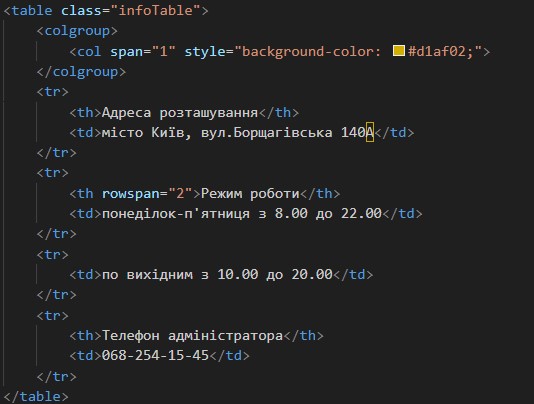 <table class="infoTable">
<colgroup>
<col span="1" style="background-color: #d1af02;">
</colgroup>
<tr>
<th>Адреса розташування</th>
<td>місто Київ, вул.Борщагівська 140А</td>
</tr>
<tr>
<th rowspan="2">Режим роботи</th>
<td>понеділок-п'ятниця з 8.00 до 22.00</td>
</tr>
<tr>
<td>по вихідним з 10.00 до 20.00</td>
</tr>
<tr>
<th>Телефон адміністратора</th>
<td>068-254-15-45</td>
</tr>
</table>